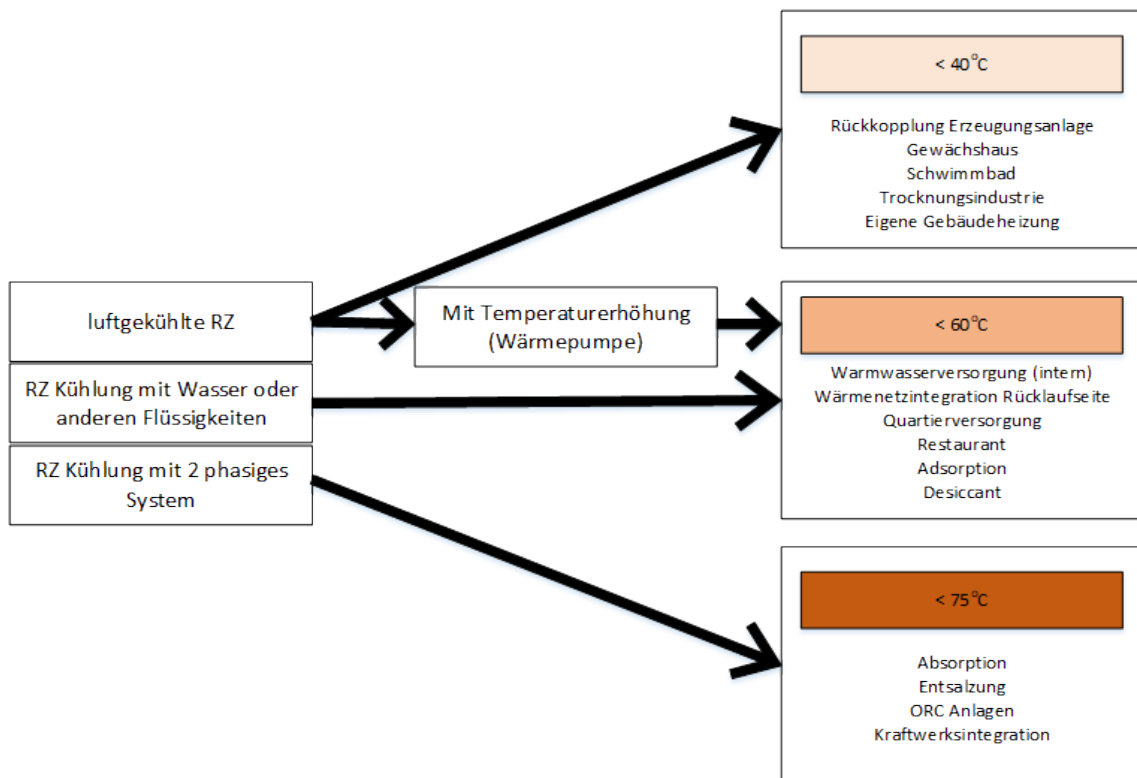 < 40°C
Rückkopplung Erzeugungsanlage
Gewächshaus
Schwimmbad
Trocknungsindustrie
Eigene Gebäudeheizung
luftgekühlte RZ
Mit Temperaturerhöhung
(Wärmepumpe)
RZ Kühlung mit Wasser oder
anderen Flüssigkeiten
RZ Kühlung mit 2 phasiges
System
< 60°C
Warmwasserversorgung (intern)
Wärmenetzintegration Rücklaufseite
Quartierversorgung
Restaurant
Adsorption
Desiccant
< 75°C
Absorption
Entsalzung
ORC Anlagen
Kraftwerksintegration